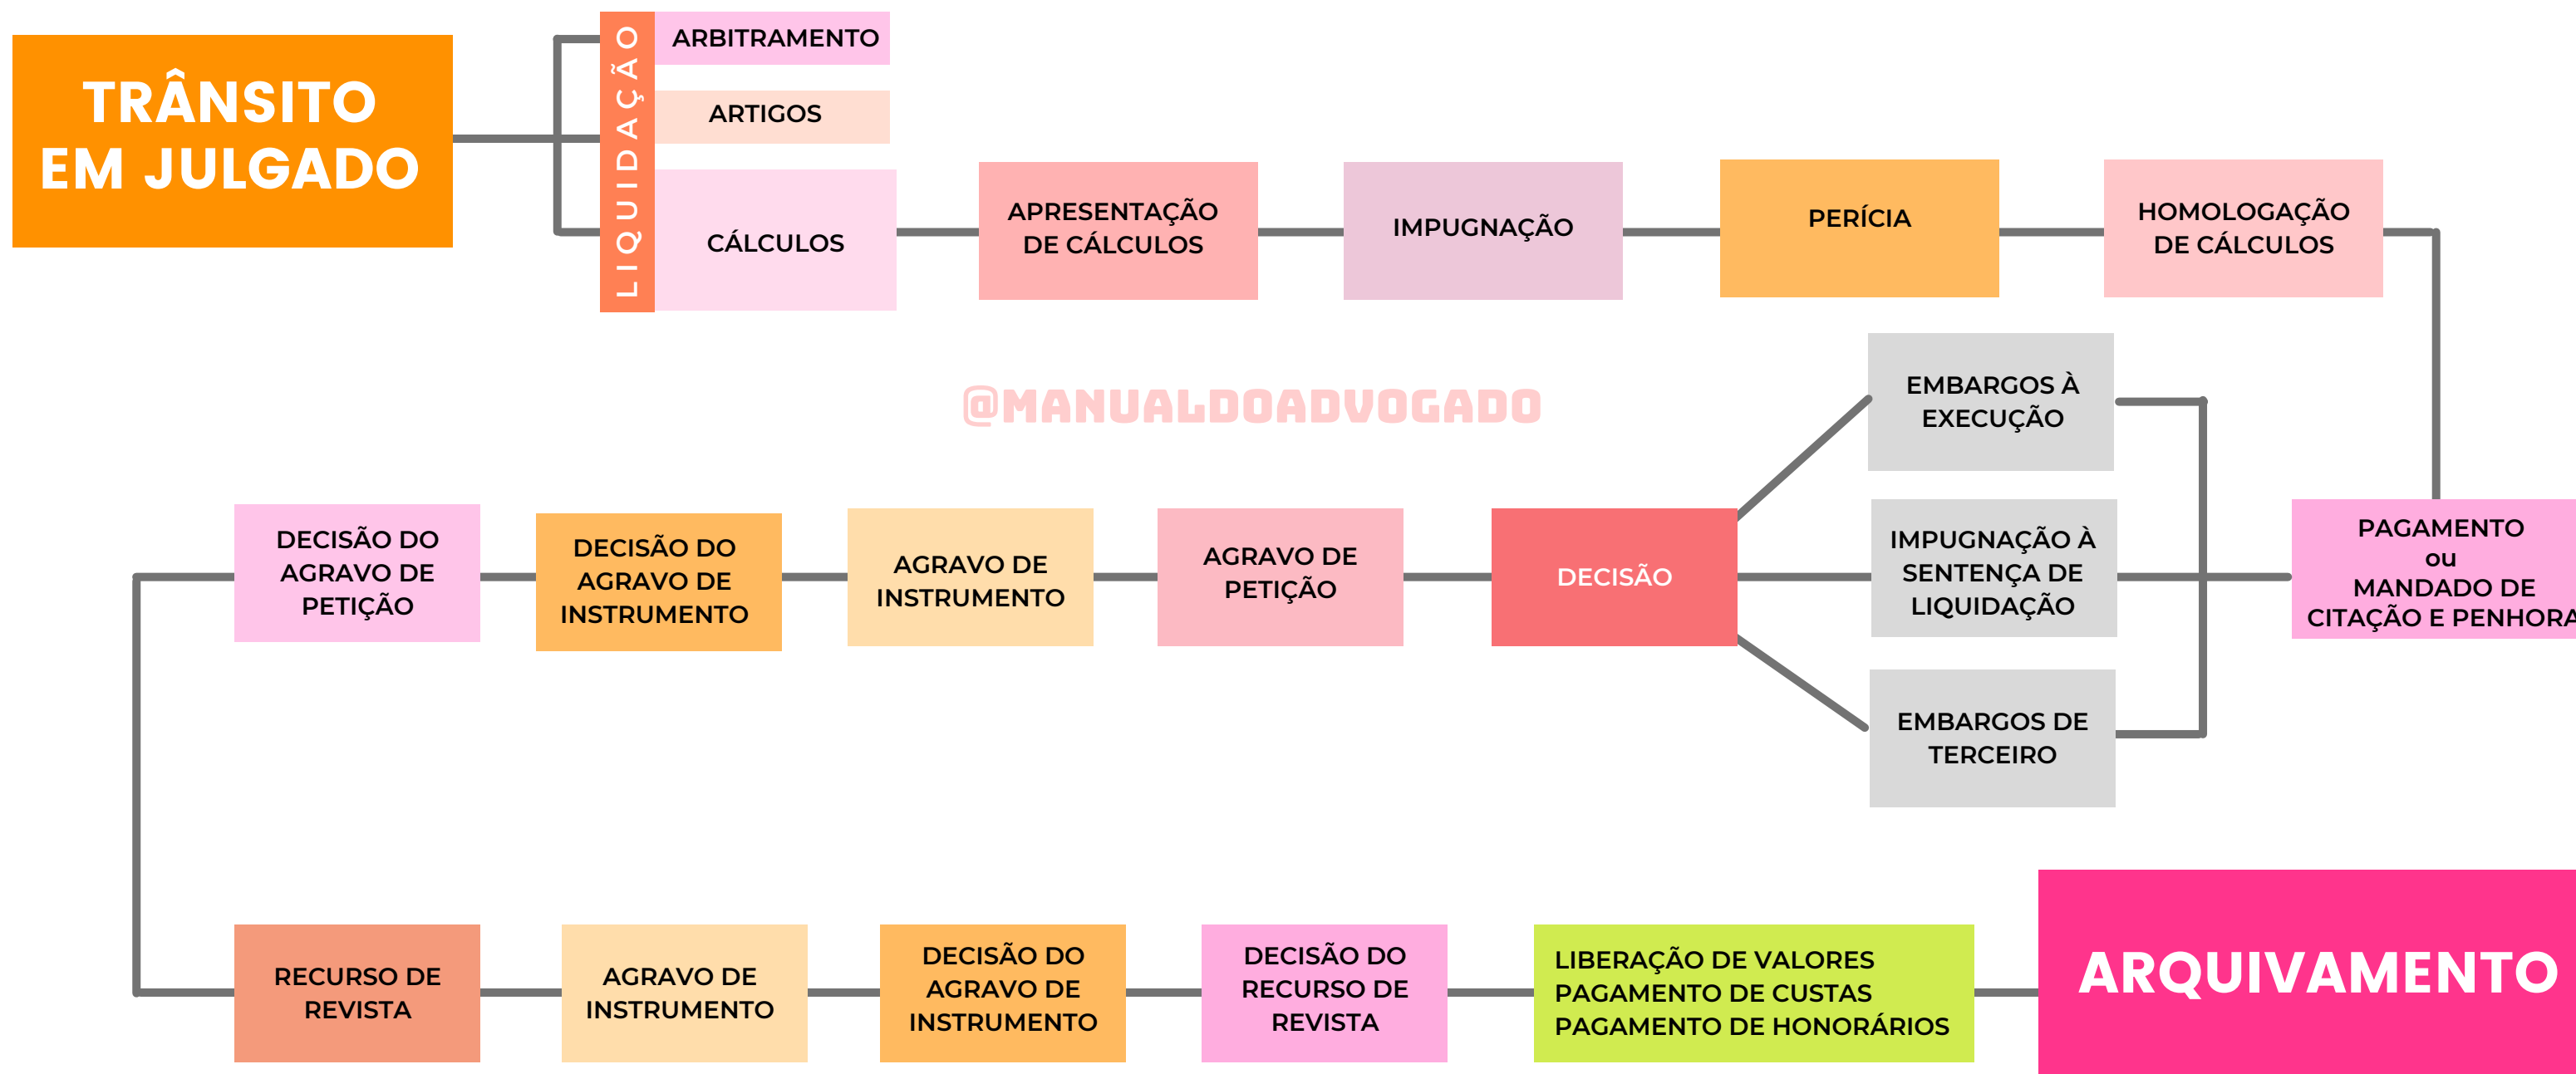 TRÂNSITO
EM JULGADO
LIQUIDAÇÃO
ARBITRAMENTO
ARTIGOS
CÁLCULOS
APRESENTAÇÃO
DE CÁLCULOS
IMPUGNAÇÃO
PERÍCIA
HOMOLOGAÇÃO
DE CÁLCULOS
@MANUALDOADVOGADO
PAGAMENTO
ou
MANDADO DE
CITAÇÃO E PENHORA
EMBARGOS À
EXECUÇÃO
IMPUGNAÇÃO À
SENTENÇA DE
LIQUIDAÇÃO
EMBARGOS DE
TERCEIRO
DECISÃO
AGRAVO DE
PETIÇÃO
AGRAVO DE
INSTRUMENTO
DECISÃO DO
AGRAVO DE
INSTRUMENTO
DECISÃO DO
AGRAVO DE
PETIÇÃO
RECURSO DE
REVISTA
AGRAVO DE
INSTRUMENTO
DECISÃO DO
AGRAVO DE
INSTRUMENTO
DECISÃO DO
RECURSO DE
REVISTA
LIBERAÇÃO DE VALORES
PAGAMENTO DE CUSTAS
PAGAMENTO DE HONORÁRIOS
ARQUIVAMENTO